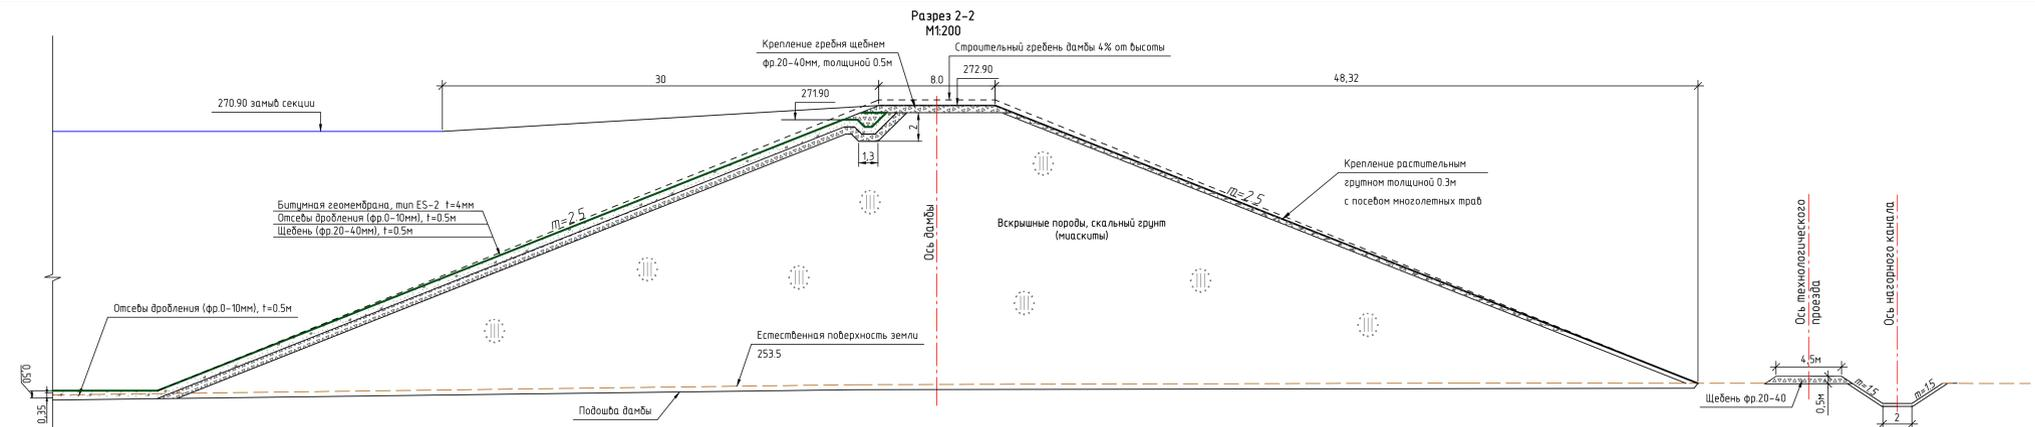 Разрез 2-2
М1:200
Крепление гребня щебнем
фр.20-40мм, толщиной 0.5м
Строительный гребень дамбы 4% от высоты
272.90
30
8.0
48,32
271.90
270.90 замыв секции
2
1,3
Крепление растительным
грутном толщиной 0.3м
с посевом многолетных трав
m=2.5
m=2.5
Битумная геомембрана, тип ES-2 t=4мм
Отсевы дробления (фр.0-10мм), t=0.5м
Щебень (фр.20-40мм), t=0.5м
Ось дамбы
Вскрышные породы, скальный грунт
(миаскиты)
Ось технологического
проезда
Ось нагорного канала
Отсевы дробления (фр.0-10мм), t=0.5м
Естественная поверхность земли
253.5
0,50
0,35
Подошва дамбы
4,5м
m=1.5
m=1.5
Щебень фр.20-40
0,5м
2